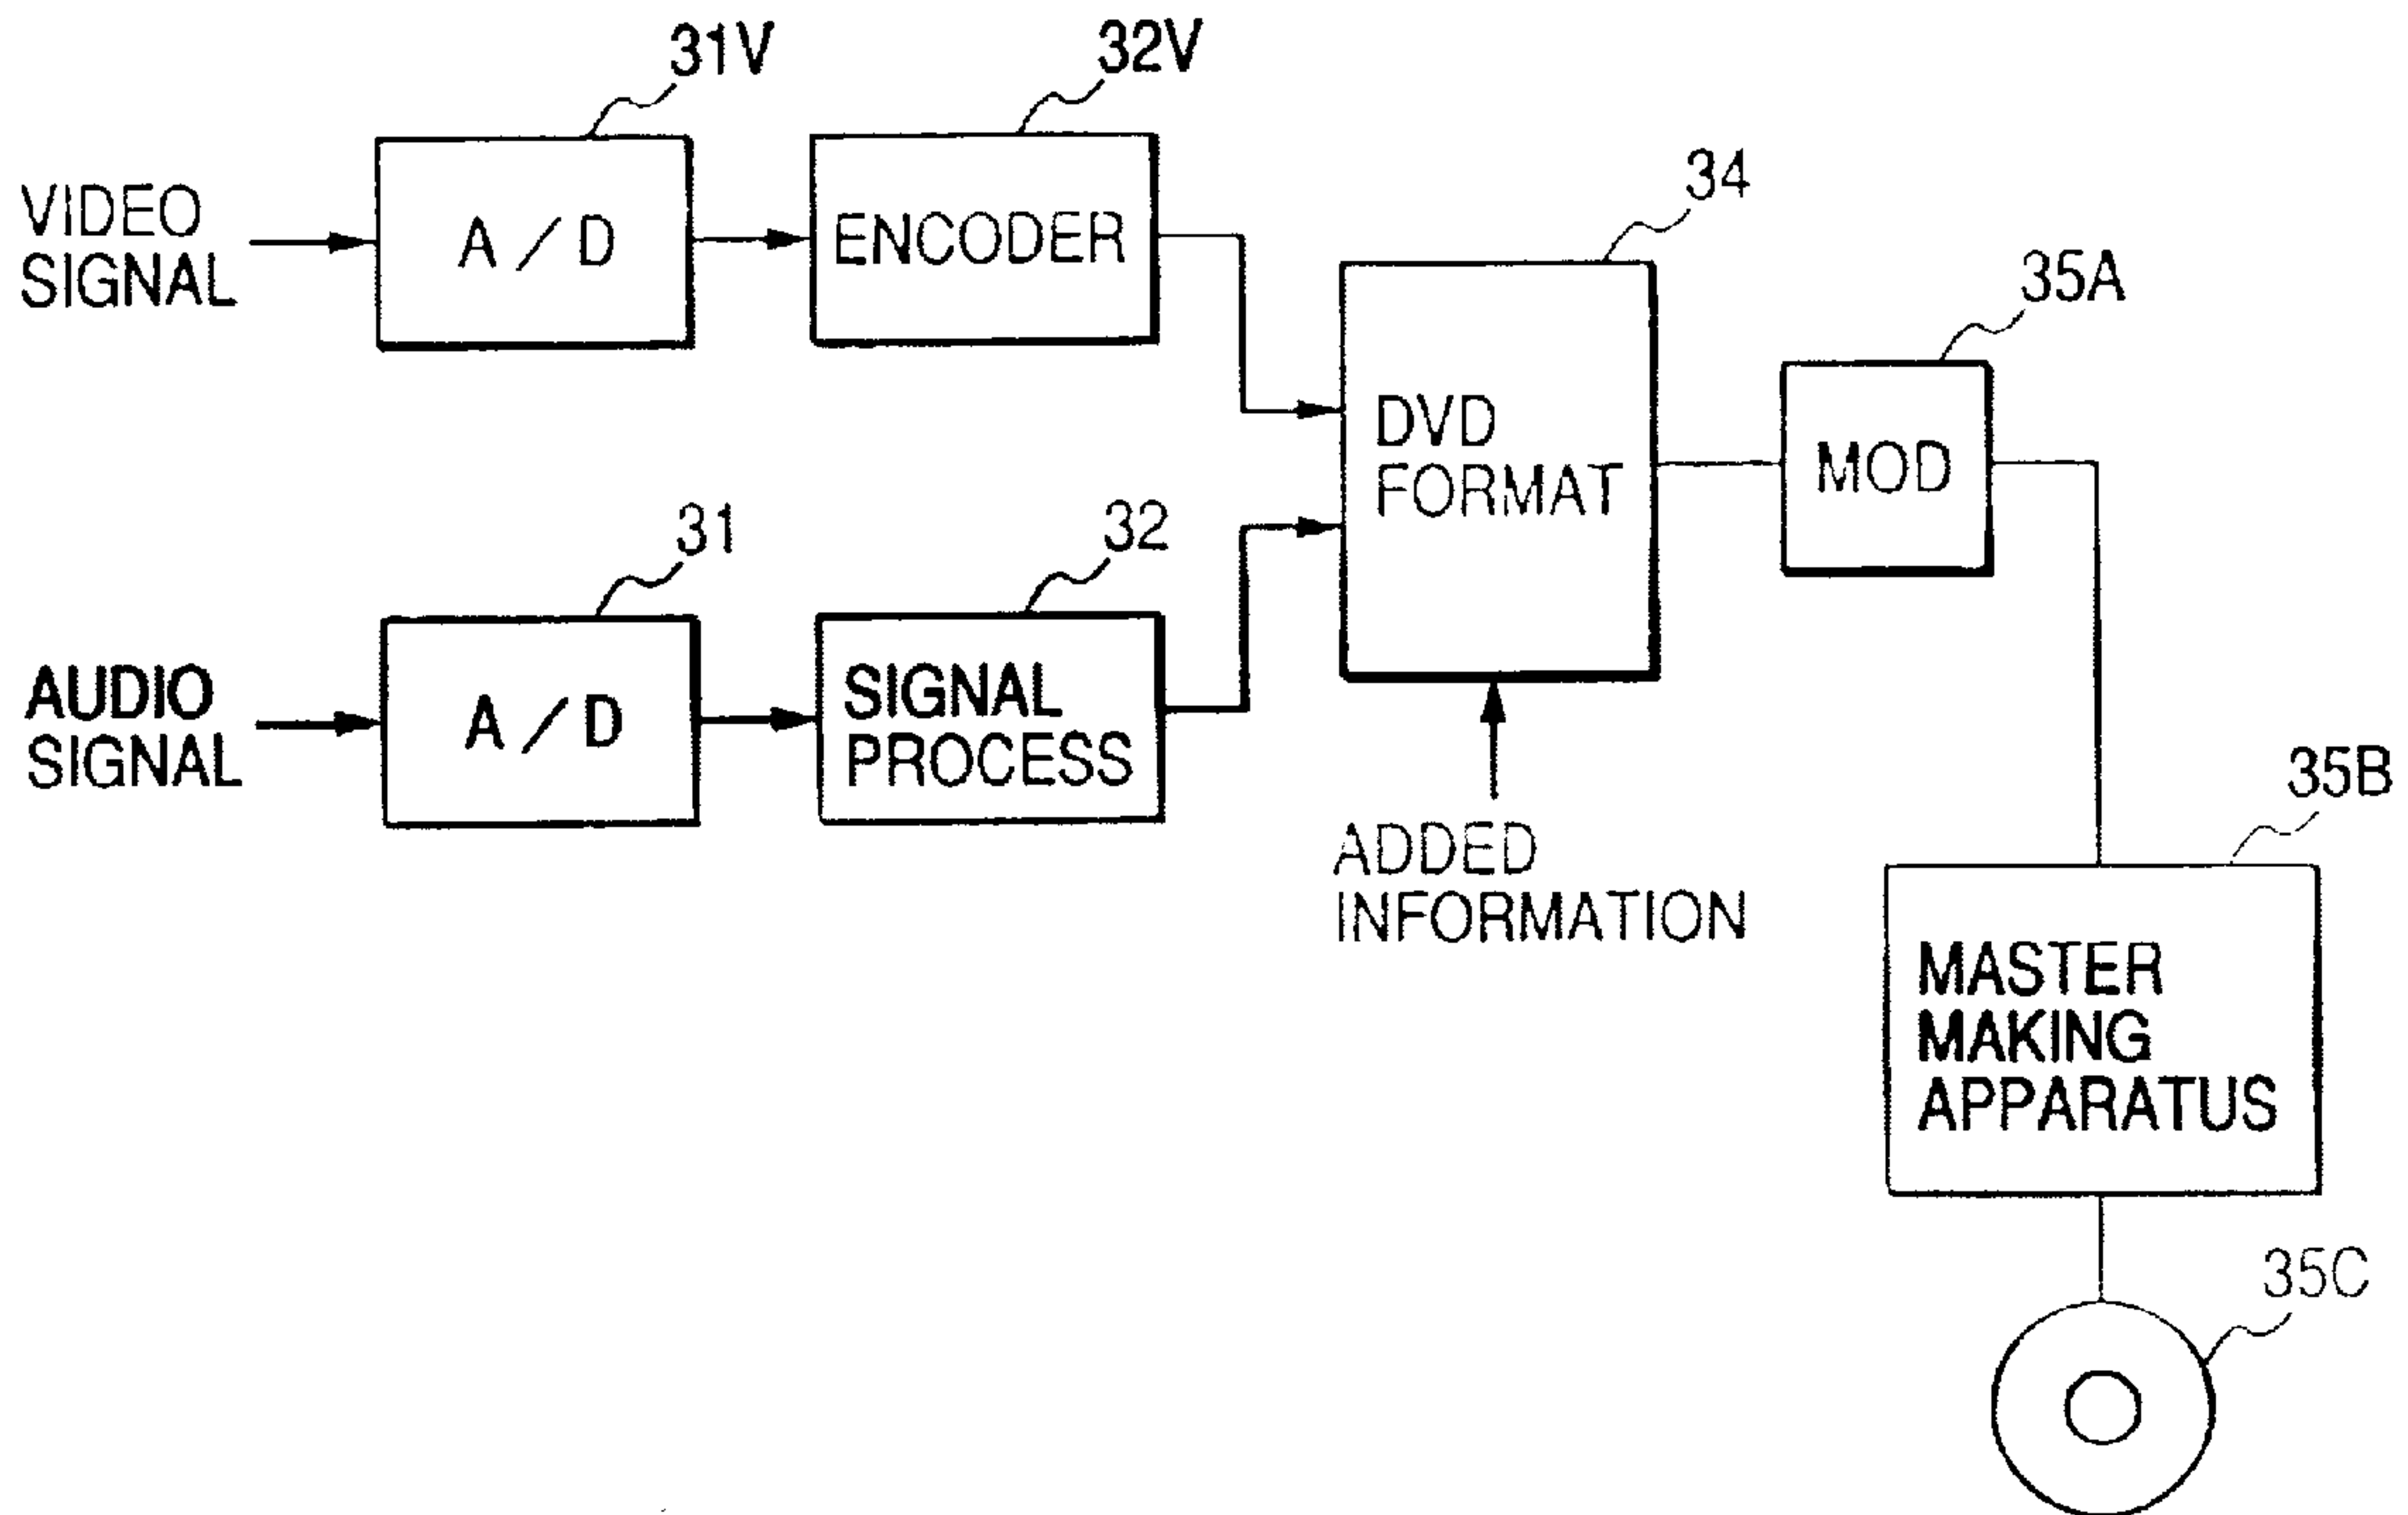 31V
32V
VIDEO
SIGNAL
A/D
ENCODER
34
35A
DVD
FORMAT
MOD
31
32
AUDIO
SIGNAL
A/D
SIGNAL
PROCESS
ADDED
INFORMATION
35B
MASTER
MAKING
APPARATUS
35C